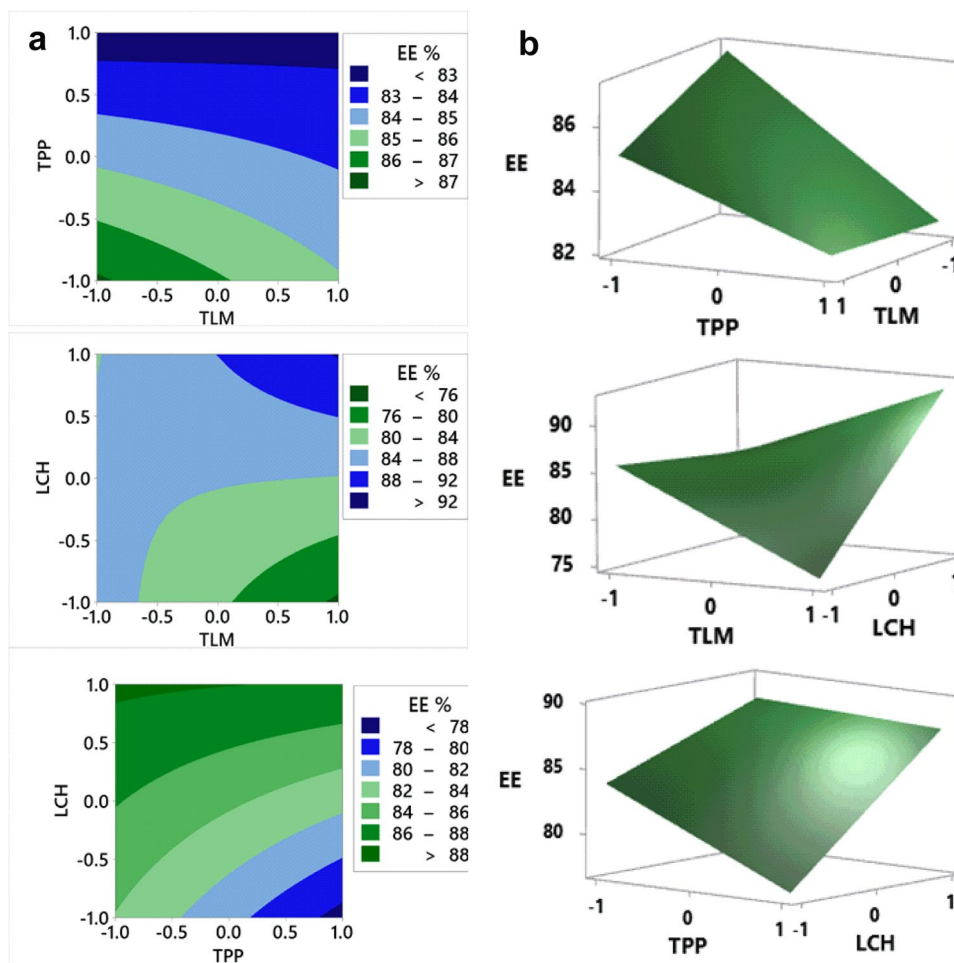 a
EE %
< 83
83 – 84
84 – 85
85 – 86
86 – 87
> 87
1.0
0.5
0.0
-0.5
-1.0
TPP
-1.0 -0.5 0.0 0.5 1.0
TLM
EE %
< 76
76 – 80
80 – 84
84 – 88
88 – 92
> 92
1.0
0.5
0.0
-0.5
-1.0
LCH
-1.0 -0.5 0.0 0.5 1.0
TLM
EE %
< 78
78 – 80
80 – 82
82 – 84
84 – 86
86 – 88
> 88
1.0
0.5
0.0
-0.5
-1.0
LCH
-1.0 -0.5 0.0 0.5 1.0
TPP
b
86
84
82
EE
-1 0 1
TPP
1 0 -1
TLM
90
85
80
75
EE
-1 0 1
TLM
-1 0 1
LCH
90
85
80
EE
-1 0 1
TPP
-1 0 1
LCH